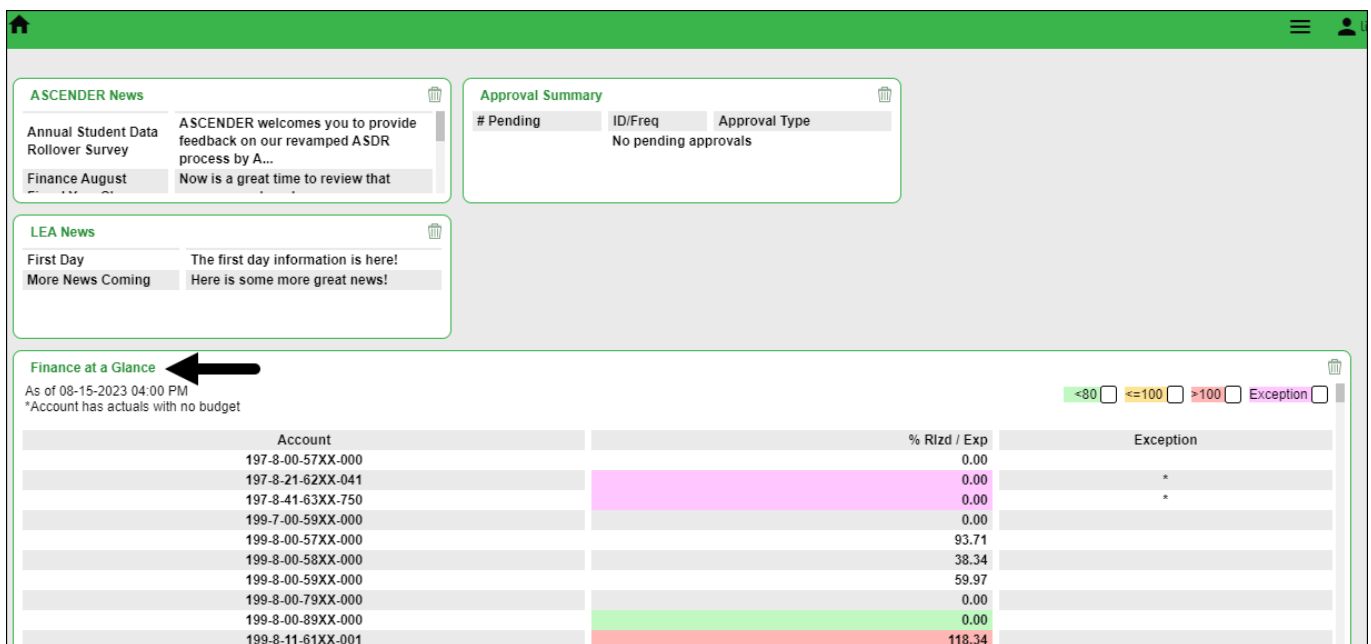 ASCENDER News
Annual Student Data
Rollover Survey
ASCENDER welcomes you to provide
feedback on our revamped ASDR
process by A...
Finance August
Now is a great time to review that
Approval Summary
# Pending ID/Freq Approval Type
No pending approvals
LEA News
First Day The first day information is here!
More News Coming Here is some more great news!
Finance at a Glance
As of 08-15-2023 04:00 PM
*Account has actuals with no budget
<80 <=100 >100 Exception
Account % Rlzd / Exp Exception
197-8-00-57XX-000 0.00
197-8-21-62XX-041 0.00 *
197-8-41-63XX-750 0.00 *
199-7-00-59XX-000 0.00
199-8-00-57XX-000 93.71
199-8-00-58XX-000 38.34
199-8-00-59XX-000 59.97
199-8-00-79XX-000 0.00
199-8-00-89XX-000 0.00
199-8-11-61XX-001 118.34